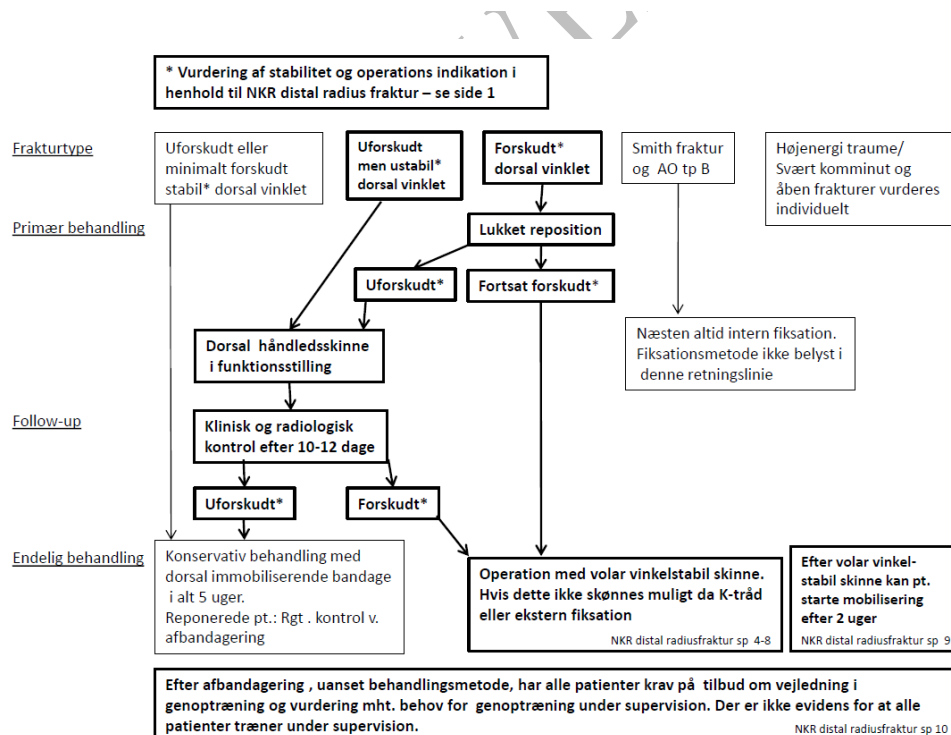 * Vurdering af stabilitet og operations indikation i
henhold til NKR distal radius fraktur – se side 1
Frakturtype
Uforskudt eller
minimalt forskudt
stabil* dorsal vinklet
Uforskudt
men ustabil*
dorsal vinklet
Forskudt*
dorsal vinklet
Smith fraktur
og AO tp B
Højenergi traume/
Svært kominut og
åben frakturer vurderes
individuelt
Primær behandling
Lukket reposition
Uforskudt*
Fortsat forskudt*
Dorsal håndledsskinne
i funktionsstilling
Næsten altid intern fiksation.
Fiksationsmetode ikke belyst i
denne retningslinie
Follow-up
Klinisk og radiologisk
kontrol efter 10-12 dage
Uforskudt*
Forskudt*
Endelig behandling
Konservativ behandling med
dorsal immobiliserende bandage
i alt 5 uger.
Reponerede pt.: Rgt . kontrol v.
afbandagering
Operation med volar vinkelstabil skinne.
Hvis dette ikke skønnes muligt da K-tråd
eller ekstern fiksation
NKR distal radiusfraktur sp 4-8
Efter volar vinkel-
stabil skinne kan pt.
starte mobilisering
efter 2 uger
NKR distal radiusfraktur sp 9
Efter afbandagering , uanset behandlingsmetode, har alle patienter krav på tilbud om vejledning i
genoptræning og vurdering mht. behov for genoptræning under supervision. Der er ikke evidens for at alle
patienter træner under supervision.
NKR distal radiusfraktur sp 10